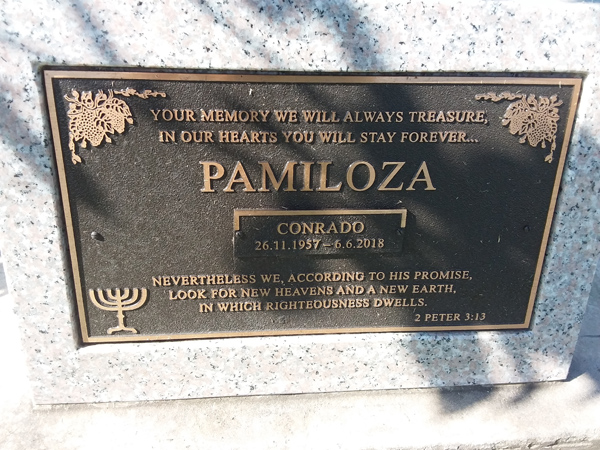 YOUR MEMORY WE WILL ALWAYS TREASURE,
IN OUR HEARTS YOU WILL STAY FOREVER...
PAMILOZA
CONRADO
26.11.1957 – 6.6.2018
NEVERTHELESS WE, ACCORDING TO HIS PROMISE,
LOOK FOR NEW HEAVENS AND A NEW EARTH,
IN WHICH RIGHTEOUSNESS DWELLS.
2 PETER 3:13